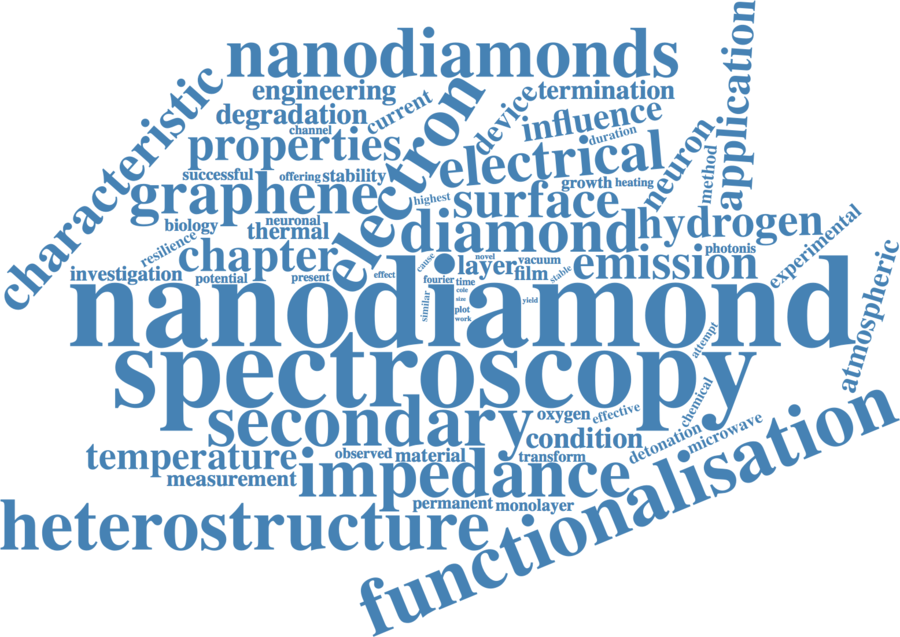 nanodiamonds
application
engineering
termination
characteristic
degradation
current
device
influence
channel
duration
electron
properties
electrical
neuron
method
successful
offering
stability
growth
heating
graphene
highest
surface
biology
neuronal
thermal
diamond
hydrogen
resilience
chapter
cause
novel
vacuum
photonis
experimental
investigation
potential
present
effect
layer
film
stable
emission
fourier
time
atmospheric
nanodiamond
similar
size
yield
plot
work
attempt
spectroscopy
secondary
oxygen
effective
chemical
condition
temperature
observed
material
transform
detonation
microwave
measurement
impedance
permanent
monolayer
heterostructure
functionalisation